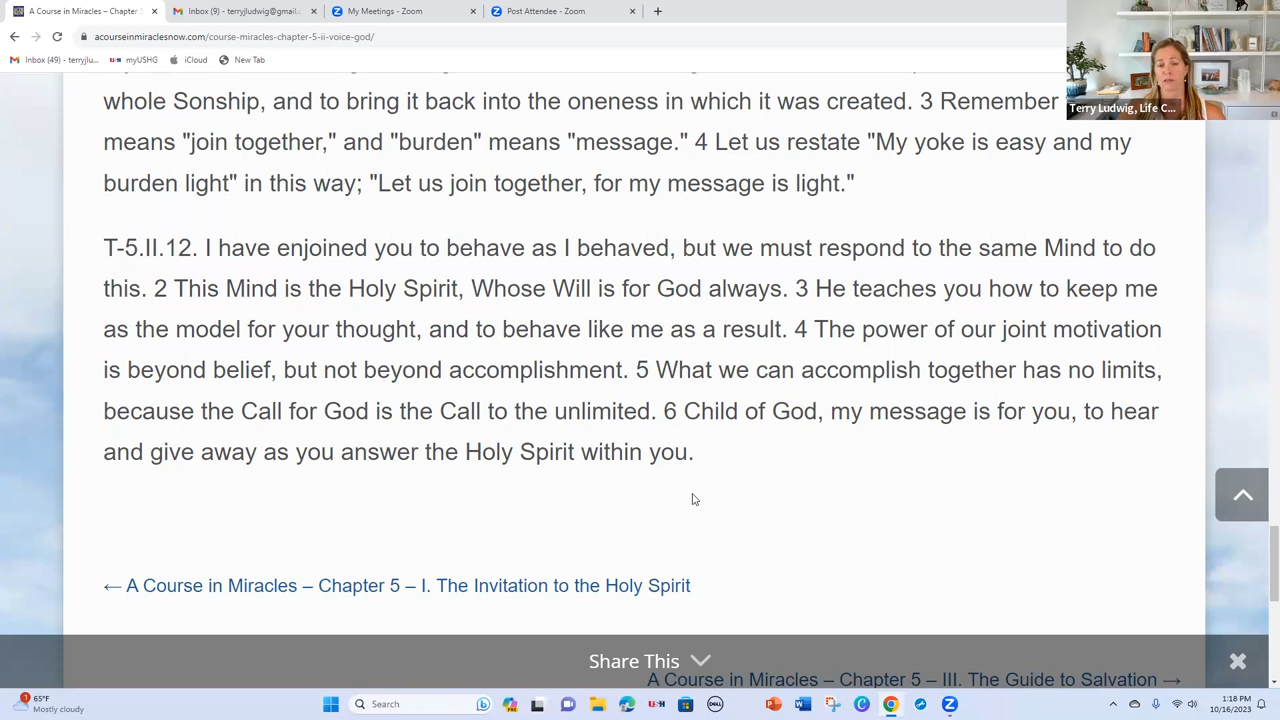 A Course in Miracles – Chapter 5
Inbox (9) - terryjludwig@gmail.
My Meetings - Zoom
Post Attendee - Zoom
acourseinmiraclesnow.com/course-miracles-chapter-5-ii-voice-god/
Inbox (49) - terryjlu...
myUSHG
iCloud
New Tab
Terry Ludwig, Life C...
whole Sonship, and to bring it back into the oneness in which it was created. 3 Remember
means "join together," and "burden" means "message." 4 Let us restate "My yoke is easy and my
burden light" in this way; "Let us join together, for my message is light."
T-5.II.12. I have enjoined you to behave as I behaved, but we must respond to the same Mind to do
this. 2 This Mind is the Holy Spirit, Whose Will is for God always. 3 He teaches you how to keep me
as the model for your thought, and to behave like me as a result. 4 The power of our joint motivation
is beyond belief, but not beyond accomplishment. 5 What we can accomplish together has no limits,
because the Call for God is the Call to the unlimited. 6 Child of God, my message is for you, to hear
and give away as you answer the Holy Spirit within you.
← A Course in Miracles – Chapter 5 – I. The Invitation to the Holy Spirit
Share This
A Course in Miracles – Chapter 5 – III. The Guide to Salvation →
1
65°F
Mostly cloudy
Search
1:18 PM
10/16/2023